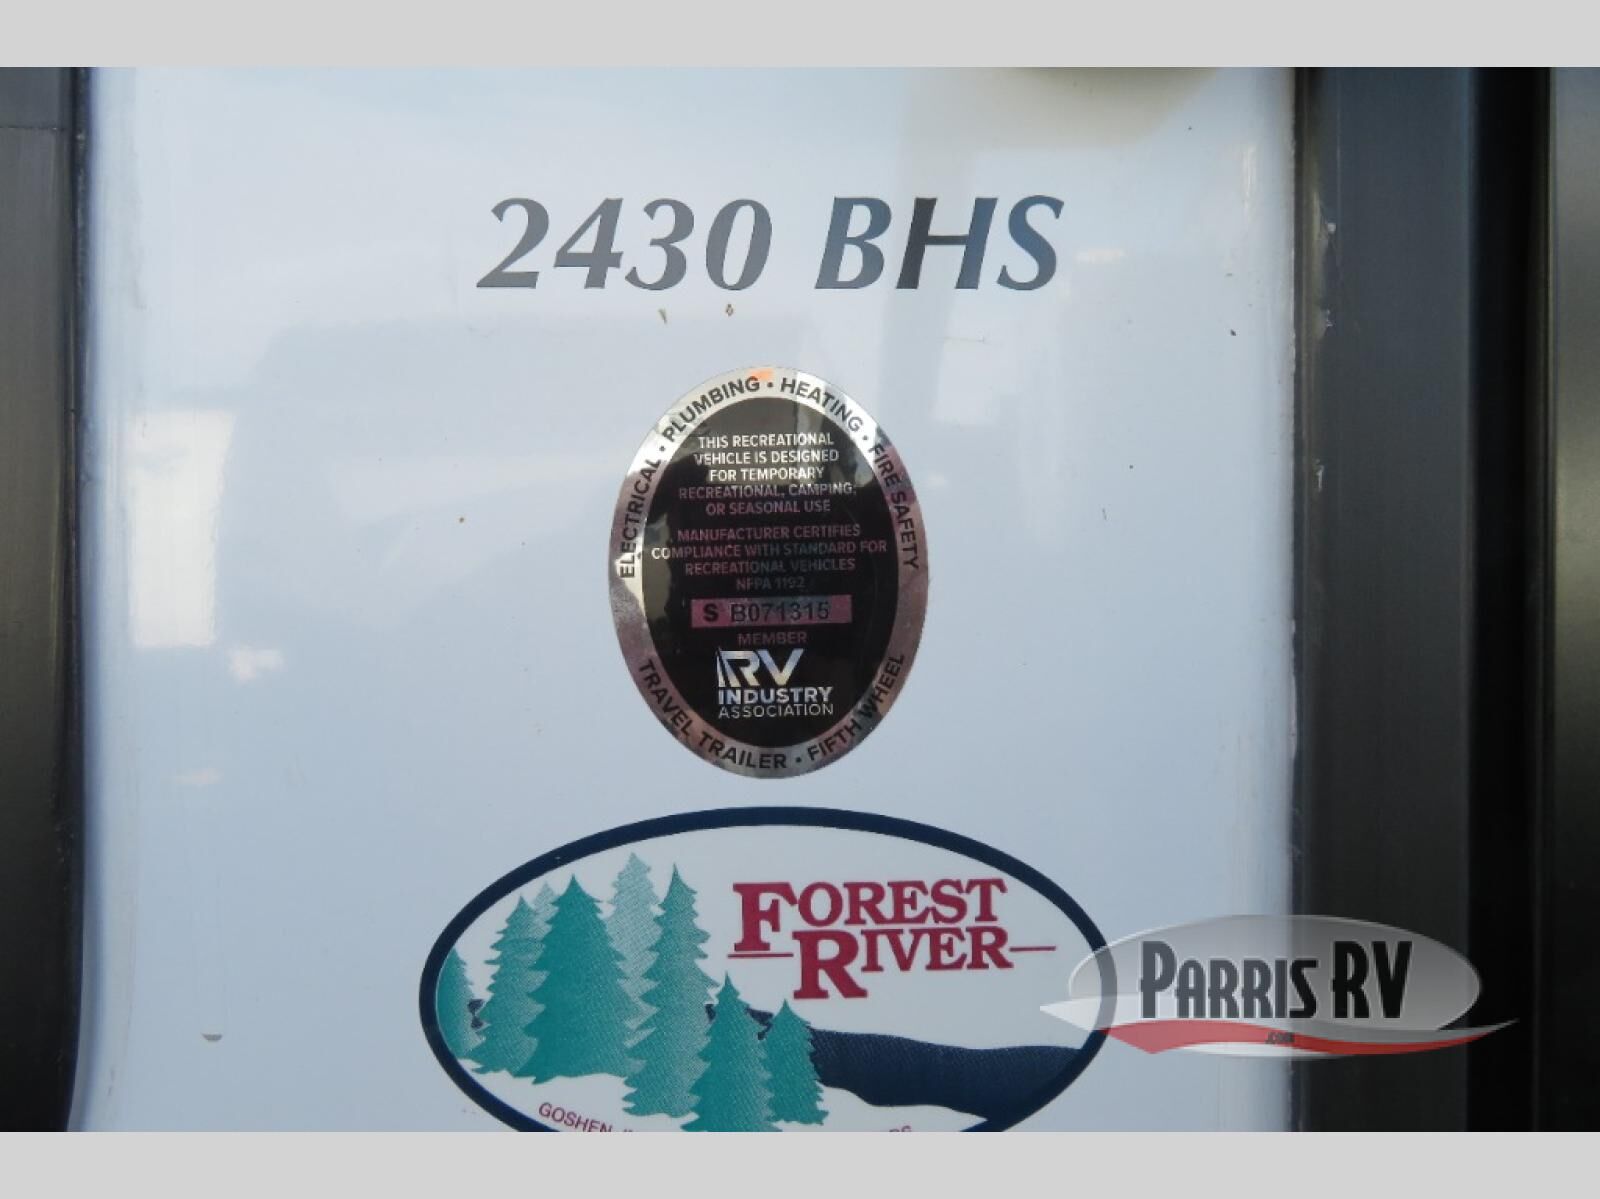 2430 BHS
ELECTRICAL • PLUMBING • HEATING • FIRE SAFETY
THIS RECREATIONAL
VEHICLE IS DESIGNED
FOR TEMPORARY
RECREATIONAL, CAMPING,
OR SEASONAL USE
MANUFACTURER CERTIFIES
COMPLIANCE WITH STANDARD FOR
RECREATIONAL VEHICLES
NFPA 1192
S B071315
MEMBER
RV
INDUSTRY
ASSOCIATION
TRAVEL TRAILER • FIFTH WHEEL
FOREST
RIVER
GOSHEN,
PARRIS RV
.COM